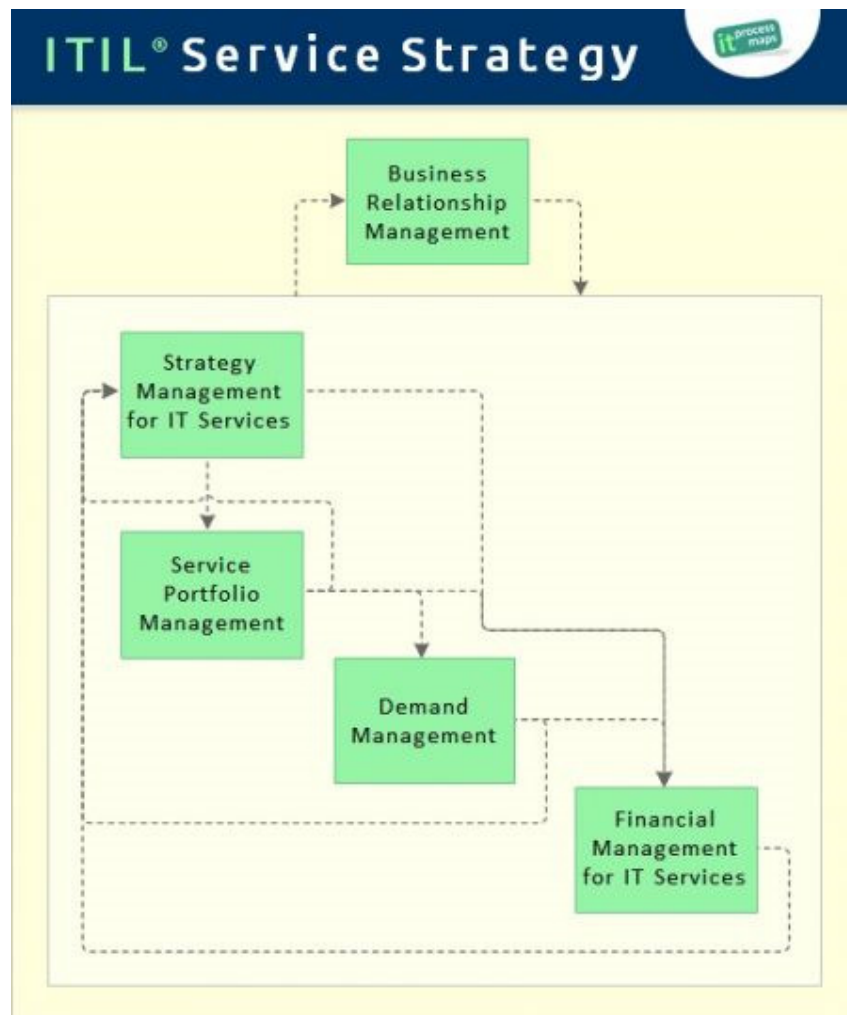 ITIL® Service Strategy
it process
maps
Business
Relationship
Management
Strategy
Management
for IT Services
Service
Portfolio
Management
Demand
Management
Financial
Management
for IT Services